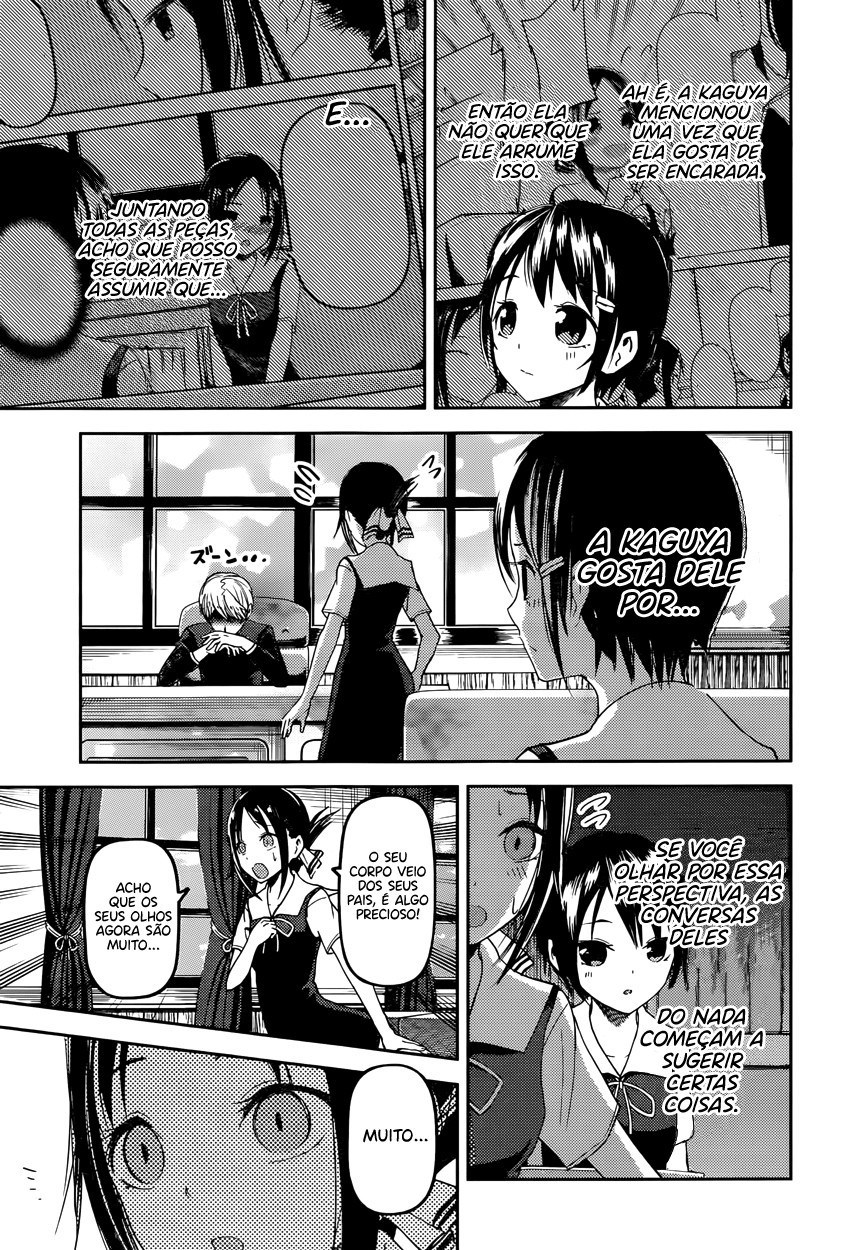 AH É, A KAGUYA
MENCIONOU
UMA VEZ QUE
ELA GOSTA DE
SER ENCARADA.
ENTÃO ELA
NÃO QUER QUE
ELE ARRUME
ISSO.
E...
JUNTANDO
TODAS AS PEÇAS,
ACHO QUE POSSO
SEGURAMENTE
ASSUMIR QUE...
A KAGUYA
GOSTA DELE
POR...
ズーン...
SE VOCÊ
OLHAR POR ESSA
PERSPECTIVA, AS
CONVERSAS
DELES
DO NADA
COMEÇAM A
SUGERIR
CERTAS
COISAS.
O SEU
CORPO VEIO
DOS SEUS
PAIS, É ALGO
PRECIOSO!
ACHO
QUE OS
SEUS OLHOS
AGORA SÃO
MUITO...
MUITO...